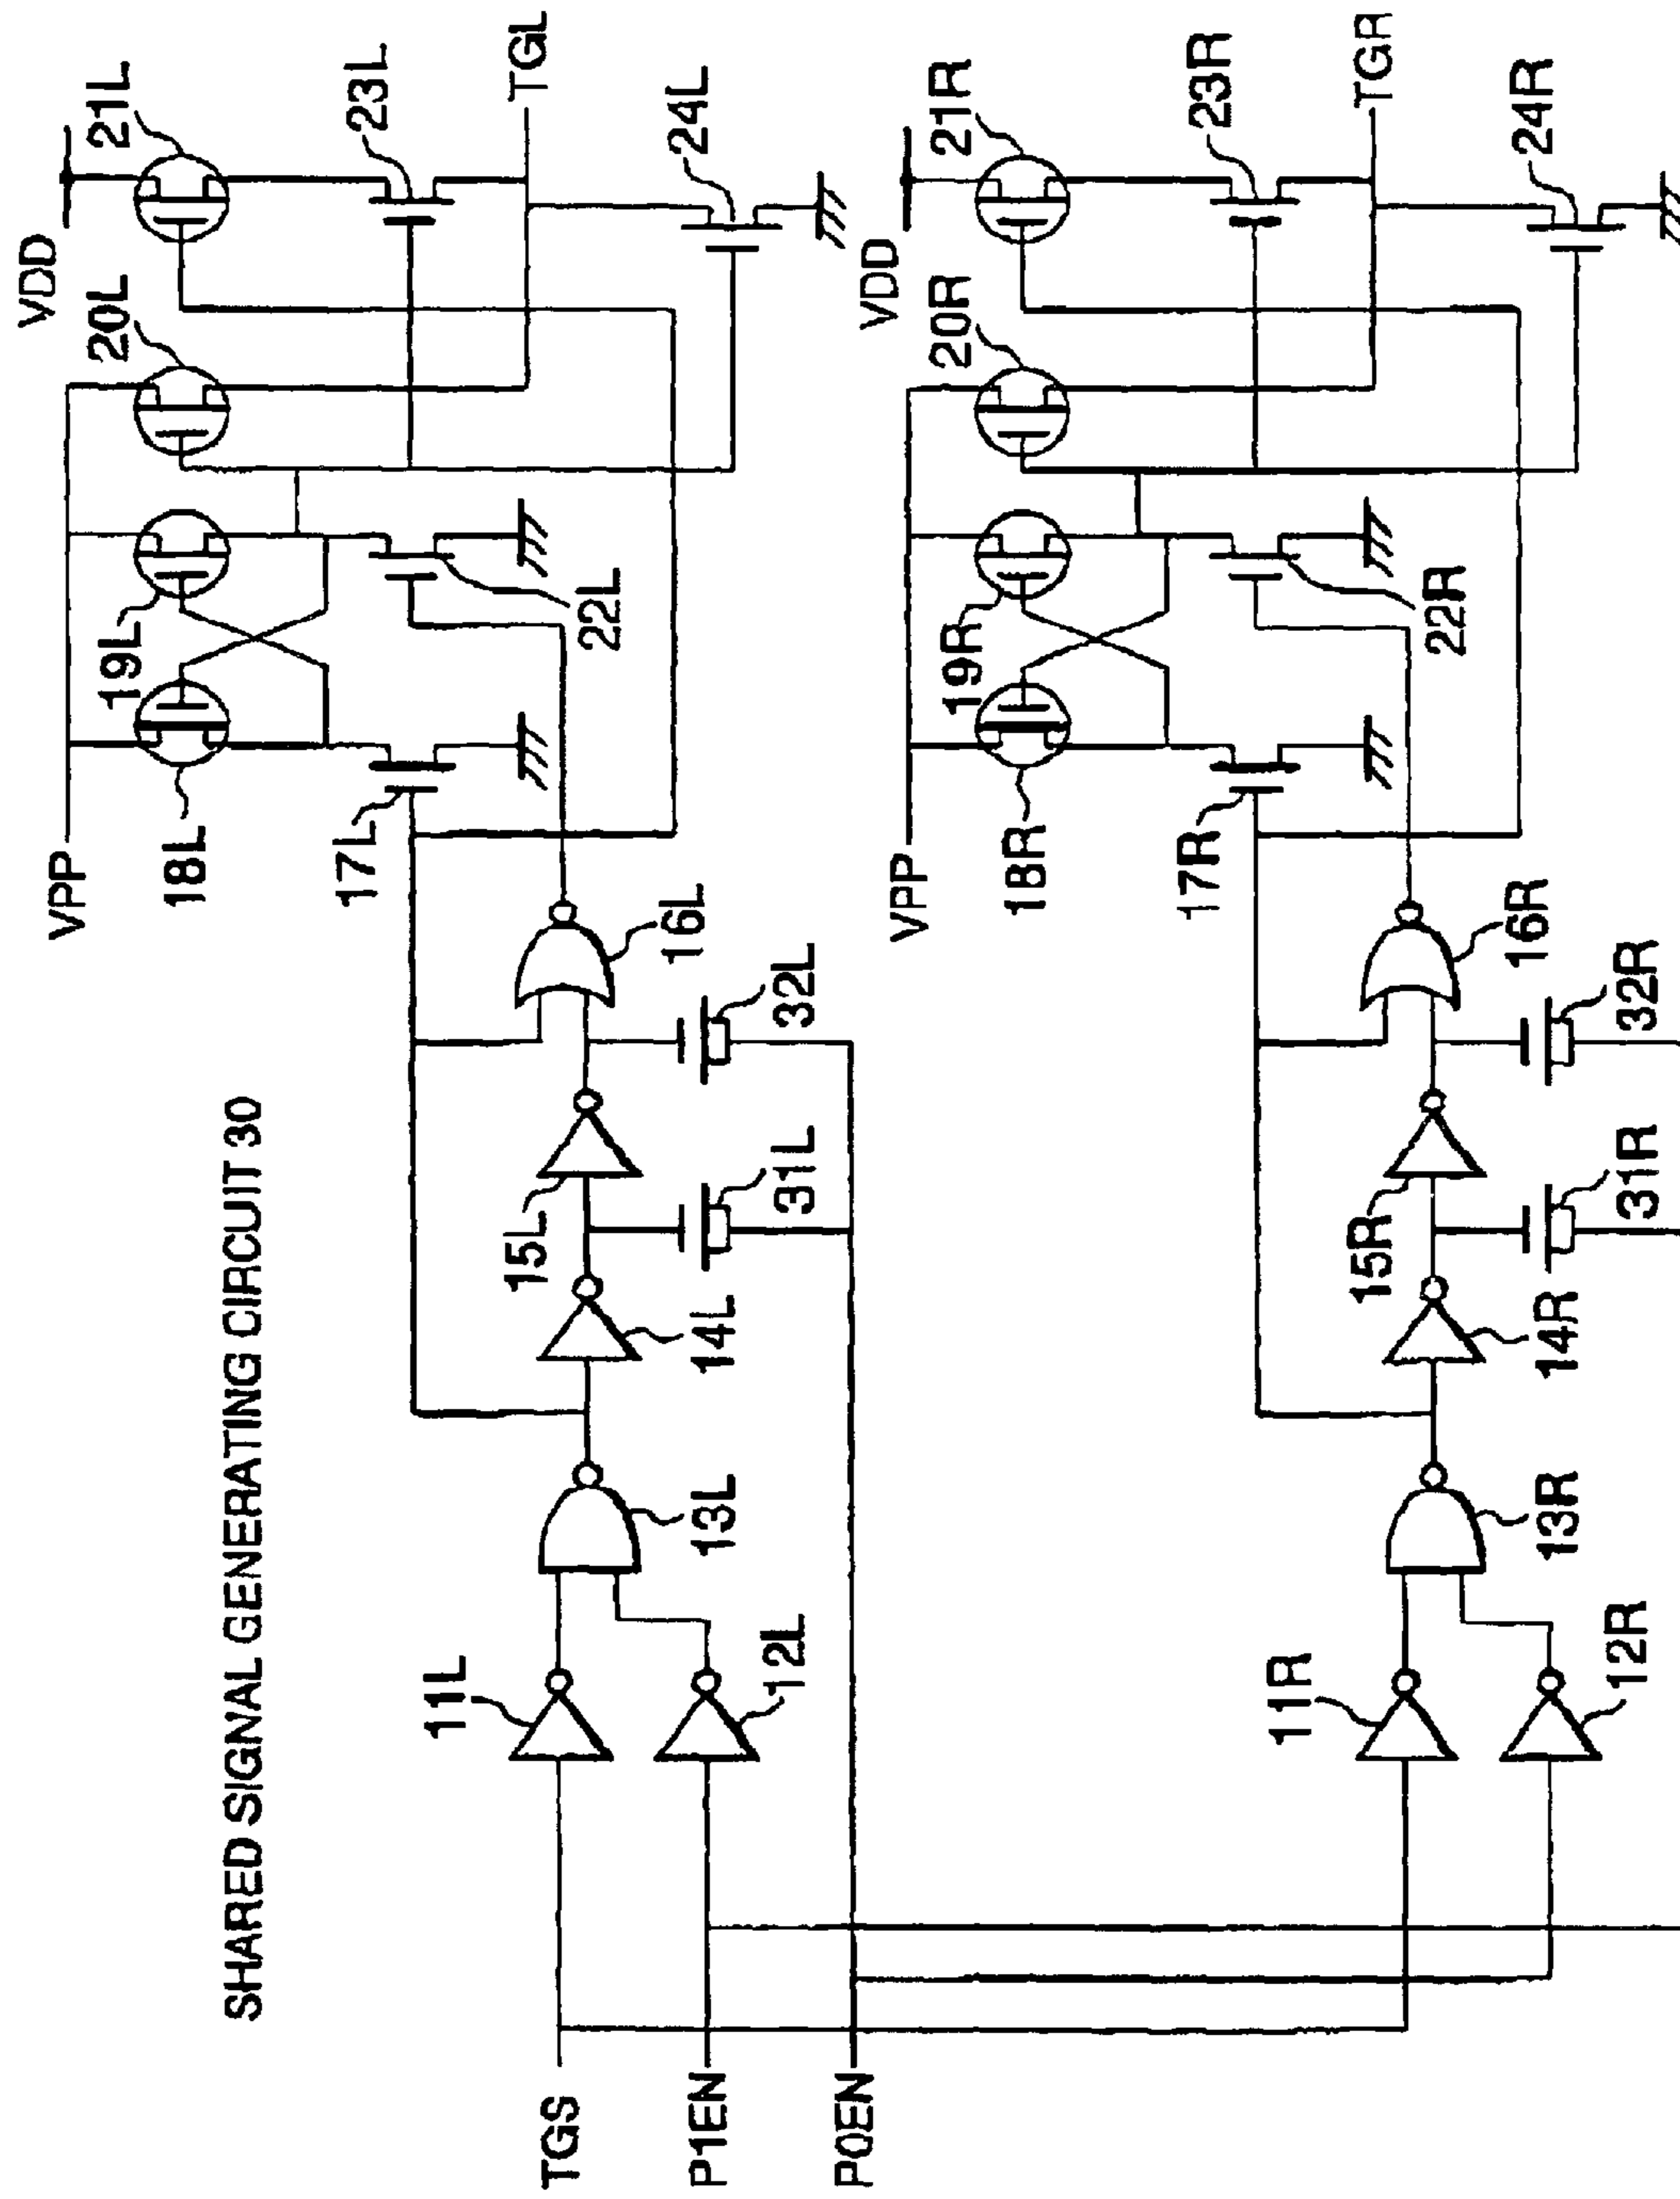 SHARED SIGNAL GENERATING CIRCUIT 30
TGS
P1EN
P0EN
11L
12L
13L
14L
15L
16L
31L
32L
VPP
VDD
17L
18L
19L
20L
21L
22L
23L
24L
TGL
11R
12R
13R
14R
15R
16R
31R
32R
VPP
VDD
17R
18R
19R
20R
21R
22R
23R
24R
TGR